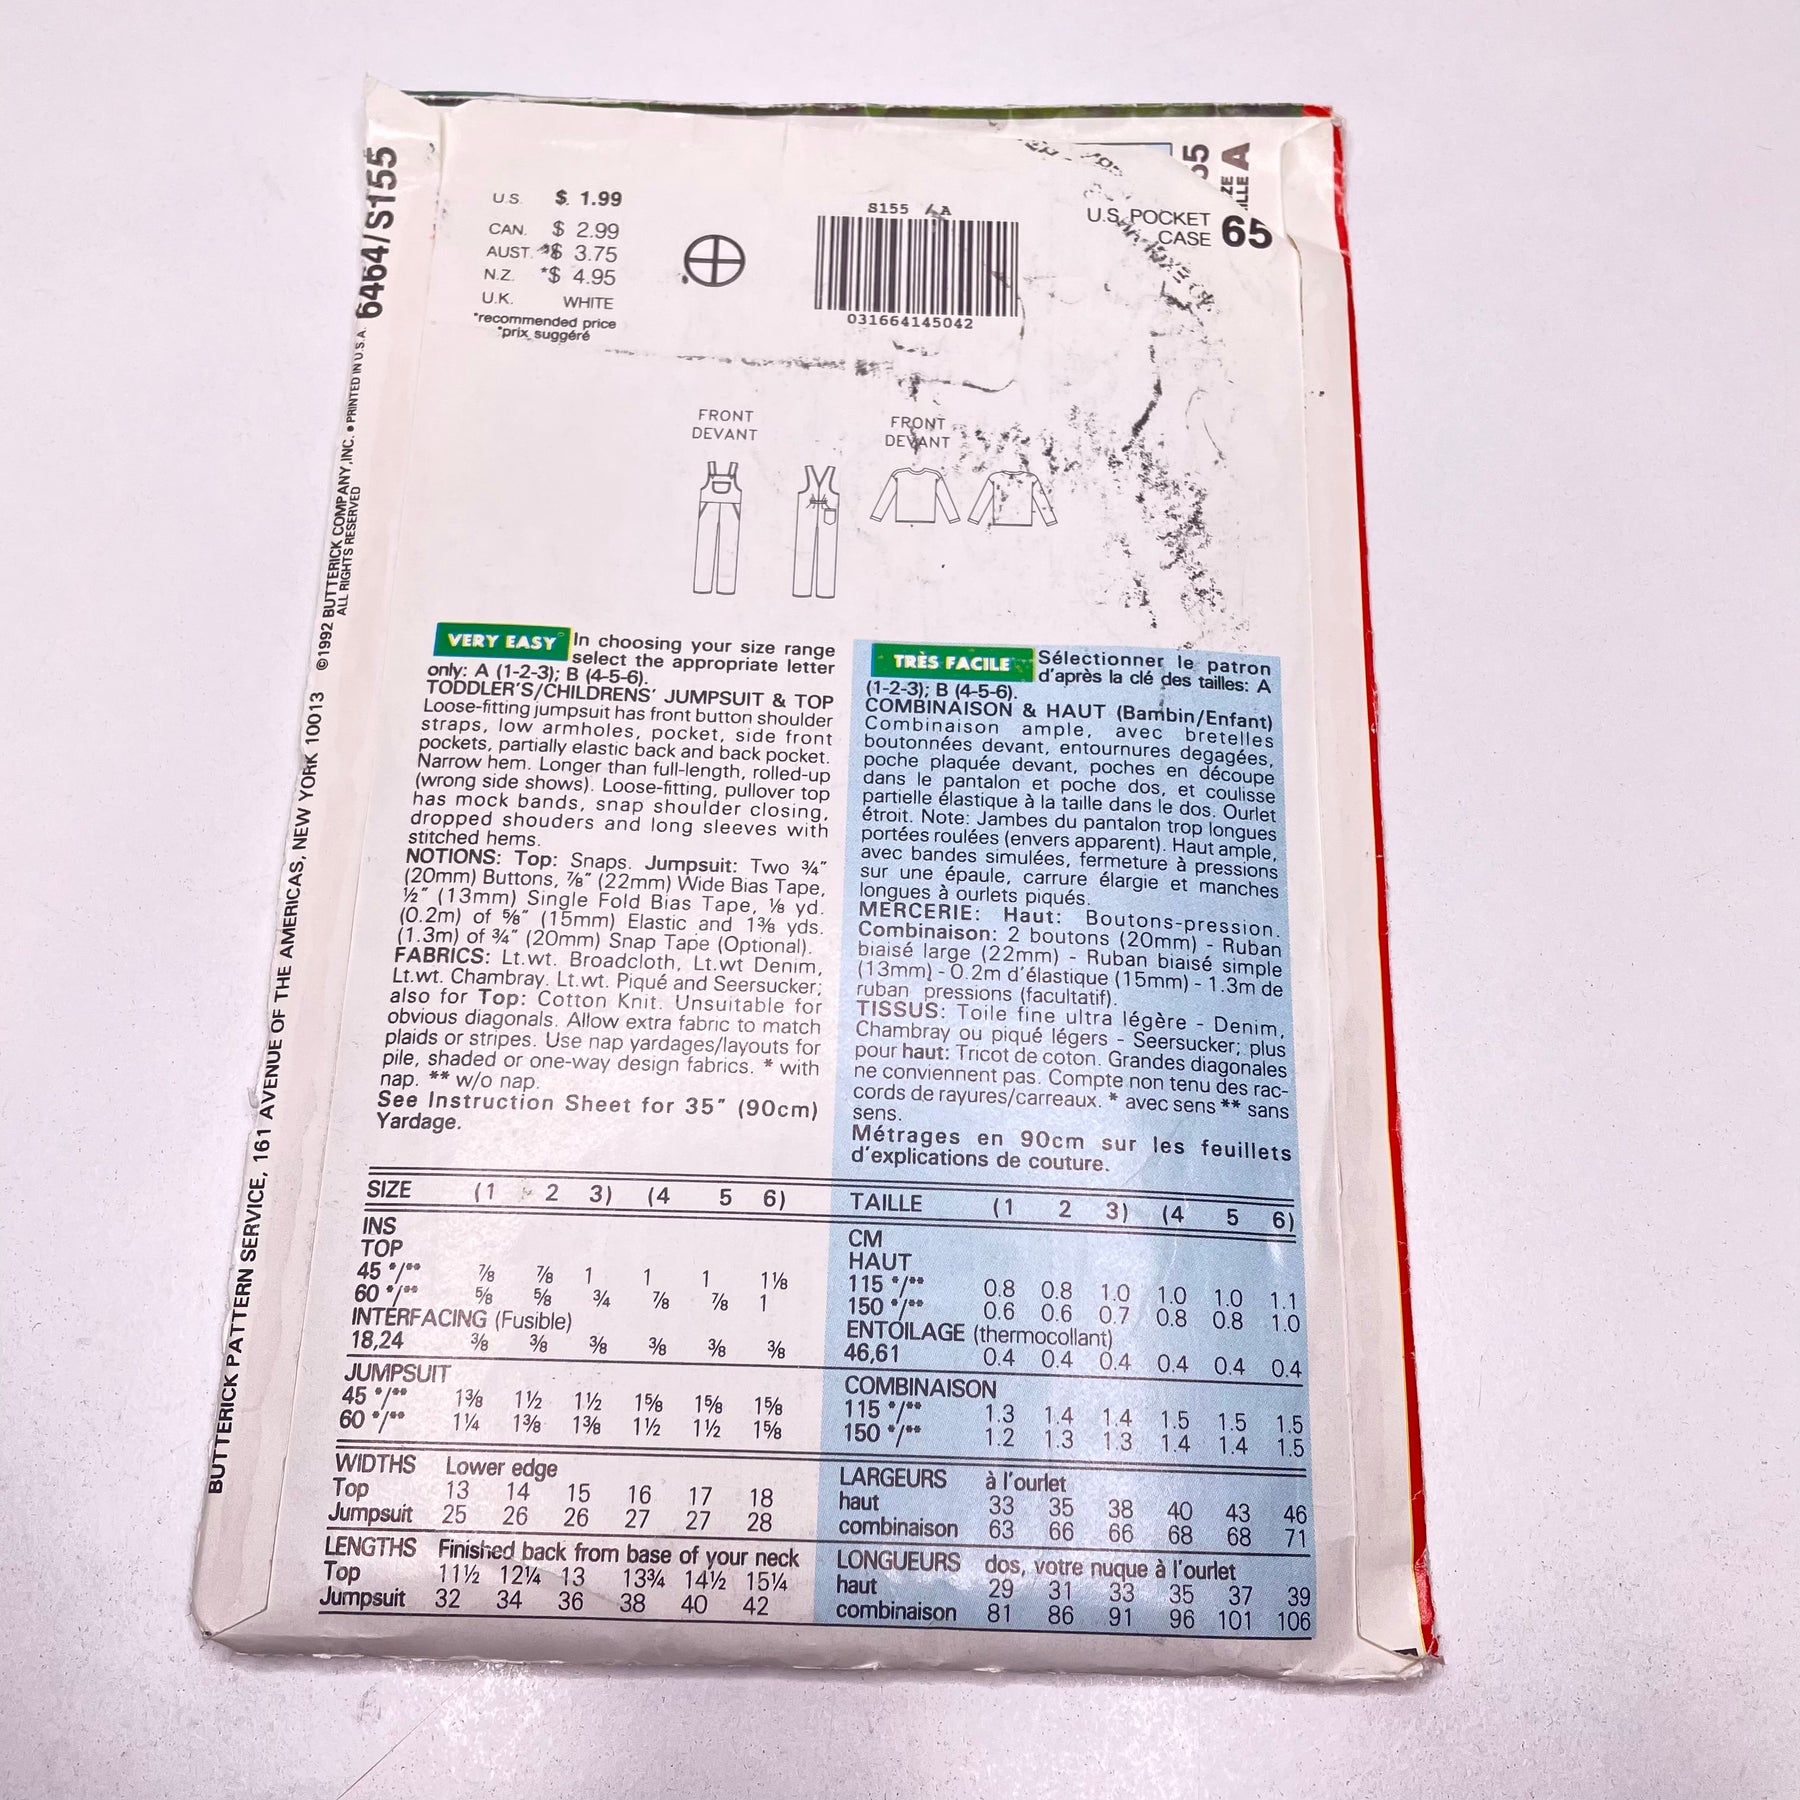 6464/S155
©1992 BUTTERICK COMPANY, INC. • PRINTED IN U.S.A.
ALL RIGHTS RESERVED
BUTTERICK PATTERN SERVICE, 161 AVENUE OF THE AMERICAS, NEW YORK 10013
U.S. $ 1.99
CAN. $ 2.99
AUST. *$ 3.75
N.Z. *$ 4.95
U.K. WHITE
*recommended price
*prix suggéré
S155 A
031664145042
U.S. POCKET
CASE 65
A
FRONT
DEVANT
FRONT
DEVANT
VERY EASY In choosing your size range
select the appropriate letter
only: A (1-2-3); B (4-5-6).
TODDLER'S/CHILDRENS' JUMPSUIT & TOP
Loose-fitting jumpsuit has front button shoulder
straps, low armholes, pocket, side front
pockets, partially elastic back and back pocket.
Narrow hem. Longer than full-length, rolled-up
(wrong side shows). Loose-fitting, pullover top
has mock bands, snap shoulder closing,
dropped shouders and long sleeves with
stitched hems.
NOTIONS: Top: Snaps. Jumpsuit: Two ¾"
(20mm) Buttons, ⅞" (22mm) Wide Bias Tape,
½" (13mm) Single Fold Bias Tape, ⅛ yd.
(0.2m) of ⅝" (15mm) Elastic and 1⅜ yds.
(1.3m) of ¾" (20mm) Snap Tape (Optional).
FABRICS: Lt.wt. Broadcloth, Lt.wt Denim,
Lt.wt. Chambray. Lt.wt. Piqué and Seersucker;
also for Top: Cotton Knit. Unsuitable for
obvious diagonals. Allow extra fabric to match
plaids or stripes. Use nap yardages/layouts for
pile, shaded or one-way design fabrics. * with
nap. ** w/o nap.
See Instruction Sheet for 35" (90cm)
Yardage.
TRÈS FACILE Sélectionner le patron
d'après la clé des tailles: A
(1-2-3); B (4-5-6).
COMBINAISON & HAUT (Bambin/Enfant)
Combinaison ample, avec bretelles
boutonnées devant, entournures degagées,
poche plaquée devant, poches en découpe
dans le pantalon et poche dos, et coulisse
partielle élastique à la taille dans le dos. Ourlet
étroit. Note: Jambes du pantalon trop longues
portées roulées (envers apparent). Haut ample,
avec bandes simulées, fermeture à pressions
sur une épaule, carrure élargie et manches
longues à ourlets piqués.
MERCERIE: Haut: Boutons-pression.
Combinaison: 2 boutons (20mm) - Ruban
biaisé large (22mm) - Ruban biaisé simple
(13mm) - 0.2m d'élastique (15mm) - 1.3m de
ruban pressions (facultatif).
TISSUS: Toile fine ultra légère - Denim,
Chambray ou piqué légers - Seersucker; plus
pour haut: Tricot de coton. Grandes diagonales
ne conviennent pas. Compte non tenu des rac-
cords de rayures/carreaux. * avec sens ** sans
sens.
Métrages en 90cm sur les feuillets
d'explications de couture.
SIZE (1 2 3) (4 5 6)
INS
TOP
45 */** ⅞ ⅞ 1 1 1 1⅛
60 */** ⅝ ⅝ ¾ ⅞ ⅞ 1
INTERFACING (Fusible)
18,24 ⅜ ⅜ ⅜ ⅜ ⅜ ⅜
JUMPSUIT
45 */** 1⅜ 1½ 1½ 1⅝ 1⅝ 1⅝
60 */** 1¼ 1⅜ 1⅜ 1½ 1½ 1⅝
WIDTHS Lower edge
Top 13 14 15 16 17 18
Jumpsuit 25 26 26 27 27 28
LENGTHS Finished back from base of your neck
Top 11½ 12¼ 13 13¾ 14½ 15¼
Jumpsuit 32 34 36 38 40 42
TAILLE (1 2 3) (4 5 6)
CM
HAUT
115 */** 0.8 0.8 1.0 1.0 1.0 1.1
150 */** 0.6 0.6 0.7 0.8 0.8 1.0
ENTOILAGE (thermocollant)
46,61 0.4 0.4 0.4 0.4 0.4 0.4
COMBINAISON
115 */** 1.3 1.4 1.4 1.5 1.5 1.5
150 */** 1.2 1.3 1.3 1.4 1.4 1.5
LARGEURS à l'ourlet
haut 33 35 38 40 43 46
combinaison 63 66 66 68 68 71
LONGUEURS dos, votre nuque à l'ourlet
haut 29 31 33 35 37 39
combinaison 81 86 91 96 101 106